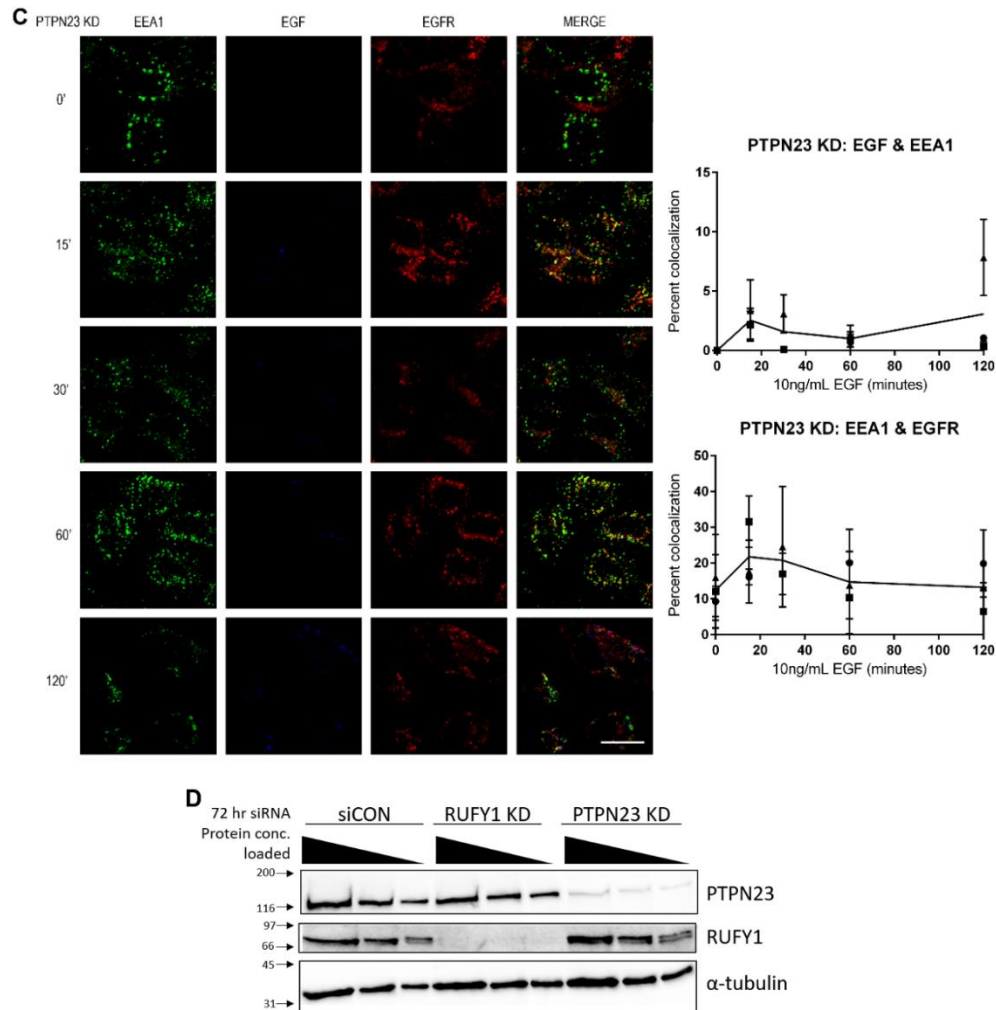 C
PTPN23 KD EEA1 EGF EGFR MERGE
0'
15'
30'
60'
120'
PTPN23 KD: EGF & EEA1
Percent colocalization
15
10
5
0
0 20 40 60 80 100 120
10ng/mL EGF (minutes)
PTPN23 KD: EEA1 & EGFR
Percent colocalization
50
40
30
20
10
0
0 20 40 60 80 100 120
10ng/mL EGF (minutes)
D
72 hr siRNA siCON RUFY1 KD PTPN23 KD
Protein conc.
loaded
200
116
PTPN23
97
66
RUFY1
45
31
α-tubulin